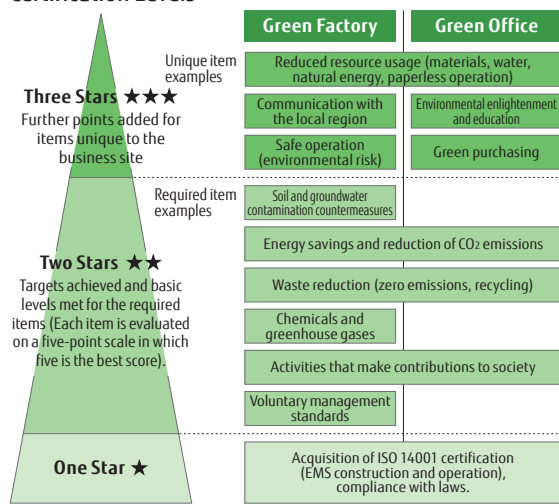 Green Factory
Green Office
Unique item
examples
Reduced resource usage (materials, water,
natural energy, paperless operation)
Three Stars ★★★
Further points added for
items unique to the
business site
Communication with
the local region
Environmental enlightenment
and education
Safe operation
(environmental risk)
Green purchasing
Required item
examples
Soil and groundwater
contamination countermeasures
Energy savings and reduction of CO2 emissions
Two Stars ★★
Targets achieved and basic
levels met for the required
items (Each item is evaluated
on a five-point scale in which
five is the best score).
Waste reduction (zero emissions, recycling)
Chemicals and
greenhouse gases
Activities that make contributions to society
Voluntary management
standards
One Star ★
Acquisition of ISO 14001 certification
(EMS construction and operation),
compliance with laws.